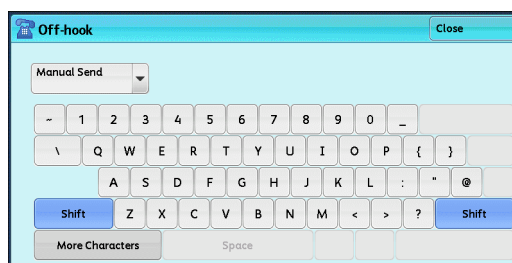 Off-hook Close
Manual Send
~ 1 2 3 4 5 6 7 8 9 0 _
\ Q W E R T Y U I O P { }
A S D F G H J K L : " @
Shift Z X C V B N M < > ? Shift
More Characters Space